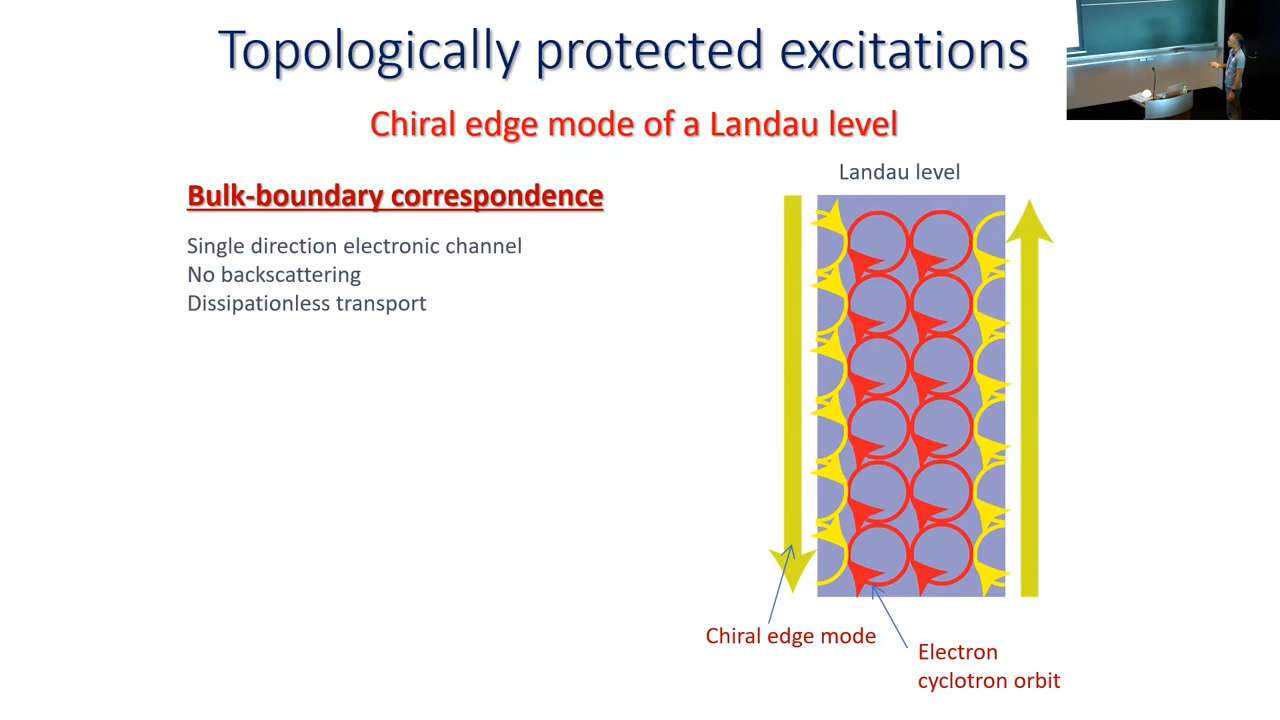 Topologically protected excitations
Chiral edge mode of a Landau level
Bulk-boundary correspondence
Single direction electronic channel
No backscattering
Dissipationless transport
Landau level
Chiral edge mode
Electron
cyclotron orbit